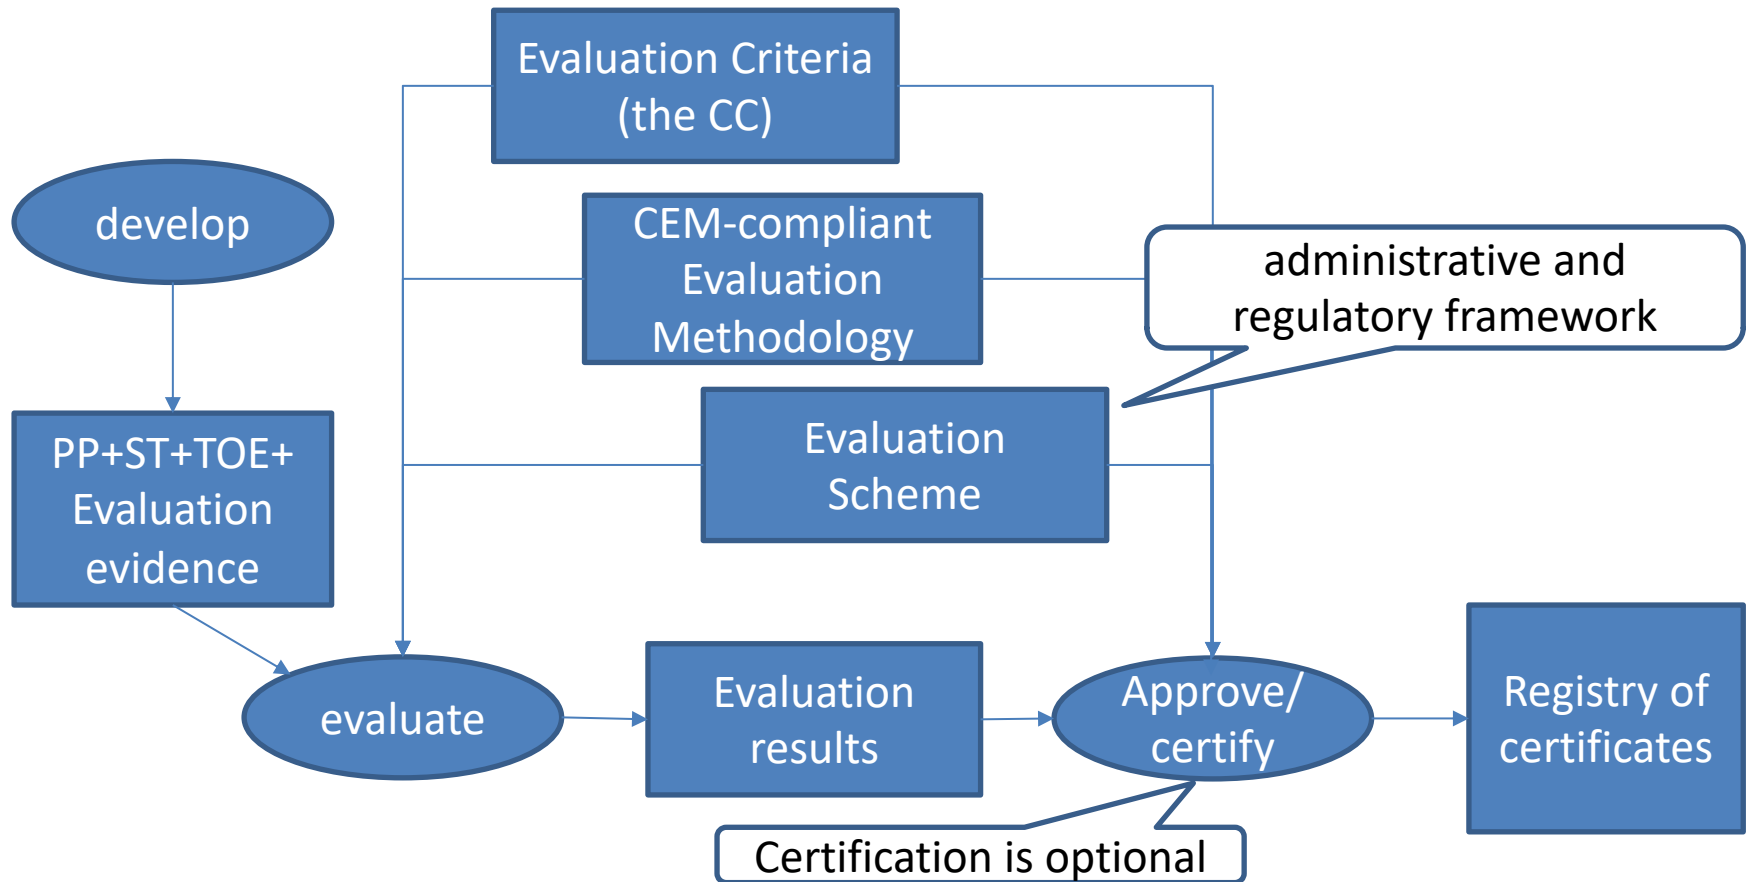 Evaluation Criteria
(the CC)
develop
CEM-compliant
Evaluation
Methodology
administrative and
regulatory framework
Evaluation
Scheme
PP+ST+TOE+
Evaluation
evidence
evaluate
Evaluation
results
Approve/
certify
Registry of
certificates
Certification is optional